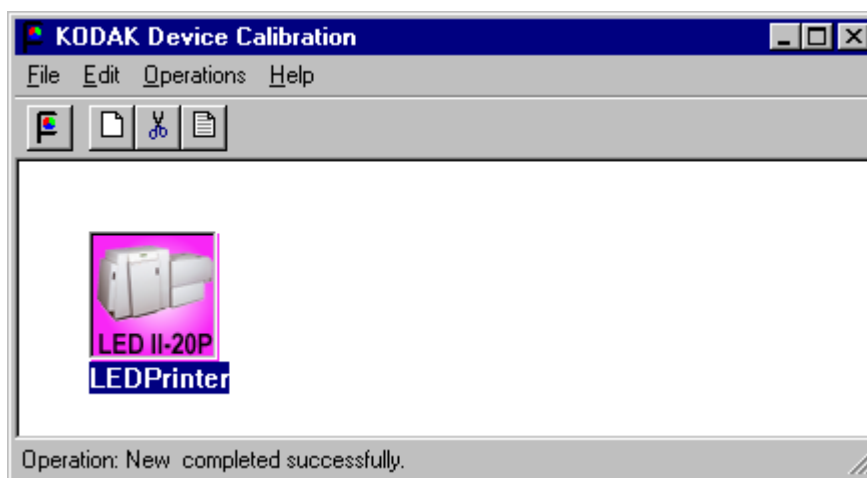 KODAK Device Calibration
File Edit Operations Help
LED II-20P
LEDPrinter
Operation: New  completed successfully.